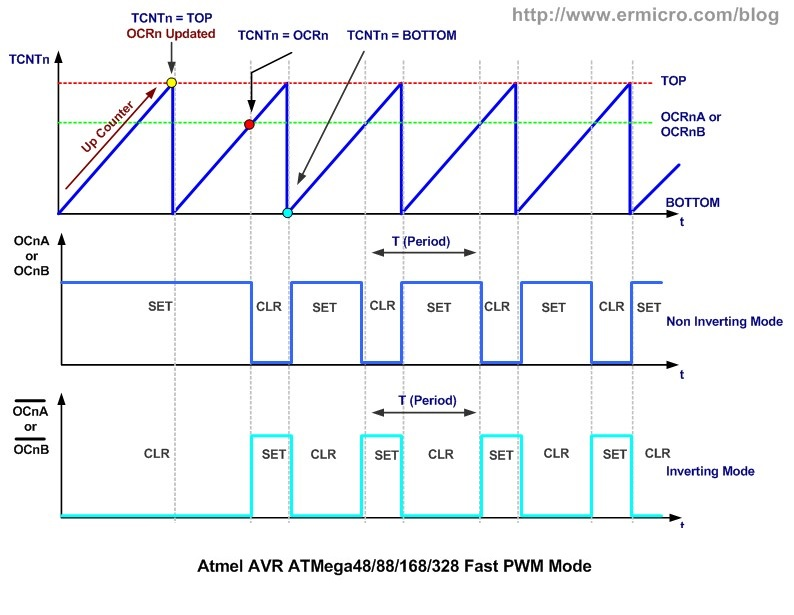 http://www.ermicro.com/blog
TCNTn = TOP
OCRn Updated
TCNTn = OCRn
TCNTn = BOTTOM
TCNTn
TOP
Up Counter
OCRnA or
OCRnB
BOTTOM
t
OCnA
or
OCnB
T (Period)
SET
CLR
SET
CLR
SET
CLR
SET
CLR
SET
Non Inverting Mode
t
OCnA
or
OCnB
T (Period)
CLR
SET
CLR
SET
CLR
SET
CLR
SET
CLR
Inverting Mode
t
Atmel AVR ATMega48/88/168/328 Fast PWM Mode